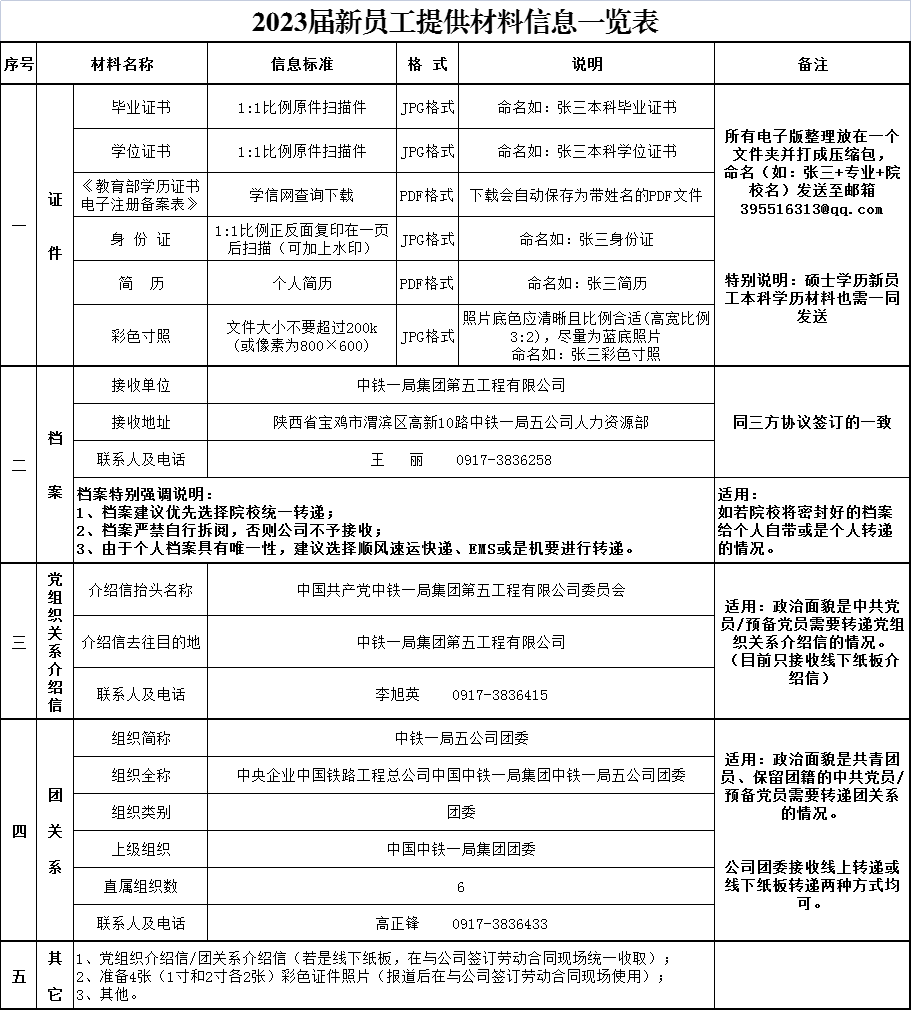 2023届新员工提供材料信息一览表
序号 材料名称 信息标准 格 式 说明 备注
一
证
件
毕业证书 1:1比例原件扫描件 JPG格式 命名如：张三本科毕业证书
学位证书 1:1比例原件扫描件 JPG格式 命名如：张三本科学位证书
《教育部学历证书
电子注册备案表》
学信网查询下载 PDF格式 下载会自动保存为带姓名的PDF文件
身 份 证
1:1比例正反面复印在一页
后扫描（可加上水印）
JPG格式 命名如：张三身份证
简 历 个人简历 PDF格式 命名如：张三简历
彩色寸照
文件大小不要超过200k
(或像素为800×600)
JPG格式
照片底色应清晰且比例合适(高宽比例
3:2)，尽量为蓝底照片
命名如：张三彩色寸照
所有电子版整理放在一个
文件夹并打成压缩包，
命名（如：张三+专业+院
校名）发送至邮箱
395516313@qq.com
特别说明：硕士学历新员
工本科学历材料也需一同
发送
二
档
案
接收单位 中铁一局集团第五工程有限公司
接收地址 陕西省宝鸡市渭滨区高新10路中铁一局五公司人力资源部
联系人及电话 王 丽 0917-3836258
同三方协议签订的一致
档案特别强调说明：
1、档案建议优先选择院校统一转递；
2、档案严禁自行拆阅，否则公司不予接收；
3、由于个人档案具有唯一性，建议选择顺风速运快递、EMS或是机要进行转递。
适用：
如若院校将密封好的档案
给个人自带或是个人转递
的情况。
三
党
组
织
关
系
介
绍
信
介绍信抬头名称 中国共产党中铁一局集团第五工程有限公司委员会
介绍信去往目的地 中铁一局集团第五工程有限公司
联系人及电话 李旭英 0917-3836415
适用：政治面貌是中共党
员/预备党员需要转递党组
织关系介绍信的情况。
（目前只接收线下纸板介
绍信）
四
团
关
系
组织简称 中铁一局五公司团委
组织全称 中央企业中国铁路工程总公司中国中铁一局集团中铁一局五公司团委
组织类别 团委
上级组织 中国中铁一局集团团委
直属组织数 6
联系人及电话 高正锋 0917-3836433
适用：政治面貌是共青团
员、保留团籍的中共党员/
预备党员需要转递团关系
的情况。
公司团委接收线上转递或
线下纸板转递两种方式均
可。
五
其
它
1、党组织介绍信/团关系介绍信（若是线下纸板，在与公司签订劳动合同现场统一收取）；
2、准备4张（1寸和2寸各2张）彩色证件照片（报道后在与公司签订劳动合同现场使用）；
3、其他。